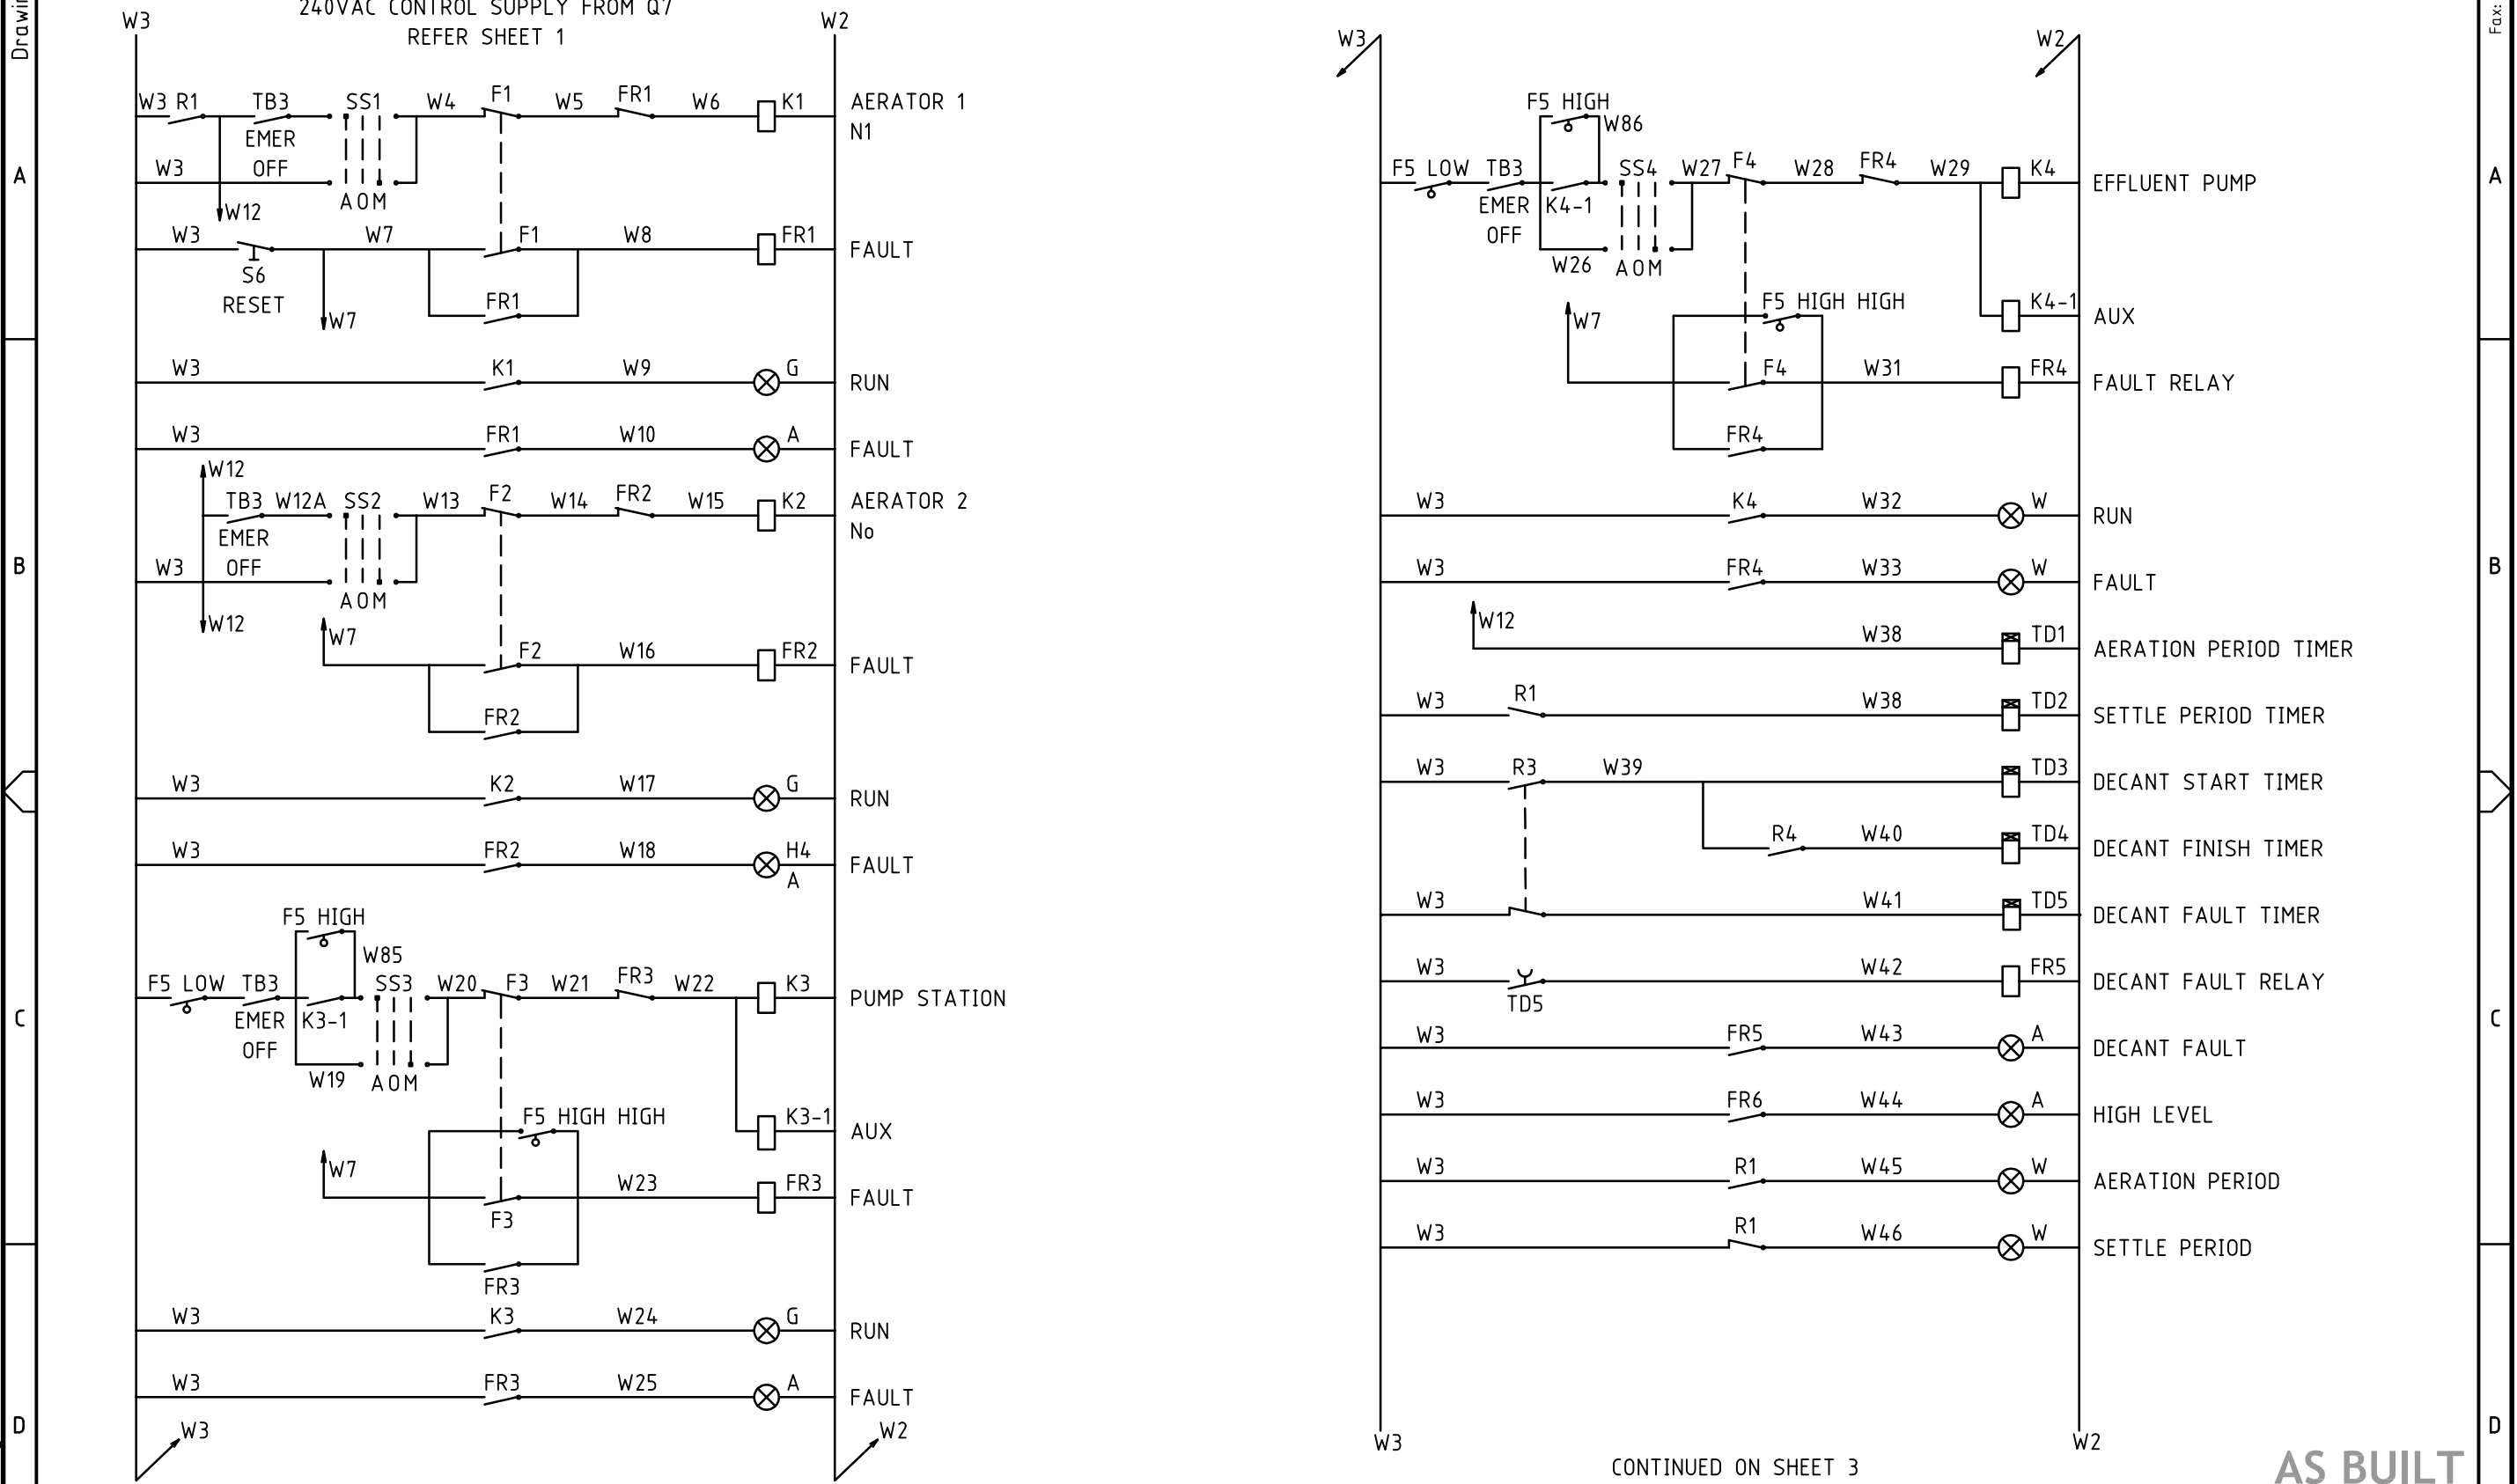 Drawin
Fax:
240VAC CONTROL SUPPLY FROM Q7
REFER SHEET 1
W3
W2
W3 R1 TB3 SS1 W4 F1 W5 FR1 W6 K1 AERATOR 1
EMER N1
W3 OFF
A O M
W12
W3 W7 F1 W8 FR1 FAULT
S6
RESET FR1
W7
W3 K1 W9 G RUN
W3 FR1 W10 A FAULT
W12
TB3 W12A SS2 W13 F2 W14 FR2 W15 K2 AERATOR 2
EMER No
W3 OFF
A O M
W12
W7 F2 W16 FR2 FAULT
FR2
W3 K2 W17 G RUN
W3 FR2 W18 H4 FAULT
A
F5 HIGH
W85
F5 LOW TB3 SS3 W20 F3 W21 FR3 W22 K3 PUMP STATION
EMER K3-1
OFF
W19 A O M
F5 HIGH HIGH K3-1 AUX
W7 W23 FR3 FAULT
F3
FR3
W3 K3 W24 G RUN
W3 FR3 W25 A FAULT
W3
W2
W3
W2
F5 HIGH
W86
F5 LOW TB3 SS4 W27 F4 W28 FR4 W29 K4 EFFLUENT PUMP
EMER K4-1
OFF
W26 A O M
F5 HIGH HIGH K4-1 AUX
W7
F4 W31 FR4 FAULT RELAY
FR4
W3 K4 W32 W RUN
W3 FR4 W33 W FAULT
W12 W38 TD1 AERATION PERIOD TIMER
W3 R1 W38 TD2 SETTLE PERIOD TIMER
W3 R3 W39 TD3 DECANT START TIMER
R4 W40 TD4 DECANT FINISH TIMER
W3 W41 TD5 DECANT FAULT TIMER
W3 W42 FR5 DECANT FAULT RELAY
TD5
W3 FR5 W43 A DECANT FAULT
W3 FR6 W44 A HIGH LEVEL
W3 R1 W45 W AERATION PERIOD
W3 R1 W46 W SETTLE PERIOD
W3
W2
CONTINUED ON SHEET 3
AS BUILT
A
B
C
D
A
B
C
D